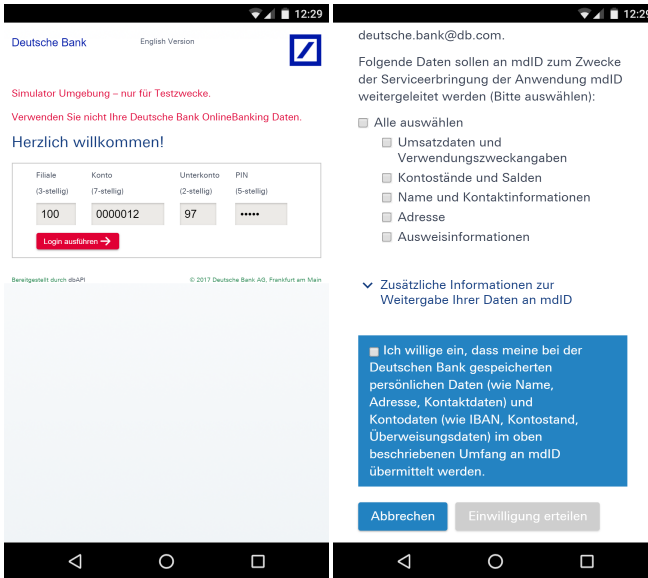 12:29
Deutsche Bank
English Version
Simulator Umgebung – nur für Testzwecke.
Verwenden Sie nicht Ihre Deutsche Bank OnlineBanking Daten.
Herzlich willkommen!
Filiale Konto Unterkonto PIN
(3-stellig) (7-stellig) (2-stellig) (5-stellig)
100 0000012 97 •••••
Login ausführen →
Bereitgestellt durch dbAPI © 2017 Deutsche Bank AG, Frankfurt am Main
12:29
deutsche.bank@db.com.
Folgende Daten sollen an mdID zum Zwecke
der Serviceerbringung der Anwendung mdID
weitergeleitet werden (Bitte auswählen):
Alle auswählen
Umsatzdaten und
Verwendungszweckangaben
Kontostände und Salden
Name und Kontaktinformationen
Adresse
Ausweisinformationen
Zusätzliche Informationen zur
Weitergabe Ihrer Daten an mdID
Ich willige ein, dass meine bei der
Deutschen Bank gespeicherten
persönlichen Daten (wie Name,
Adresse, Kontaktdaten) und
Kontodaten (wie IBAN, Kontostand,
Überweisungsdaten) im oben
beschriebenen Umfang an mdID
übermittelt werden.
Abbrechen Einwilligung erteilen